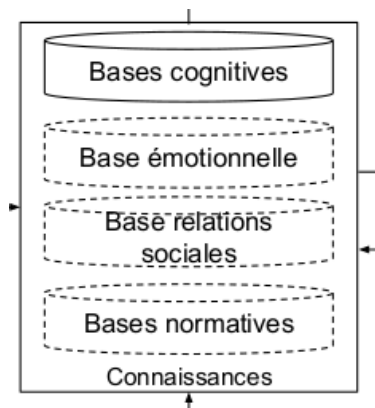 Bases cognitives
Base émotionnelle
Base relations
sociales
Bases normatives
Connaissances